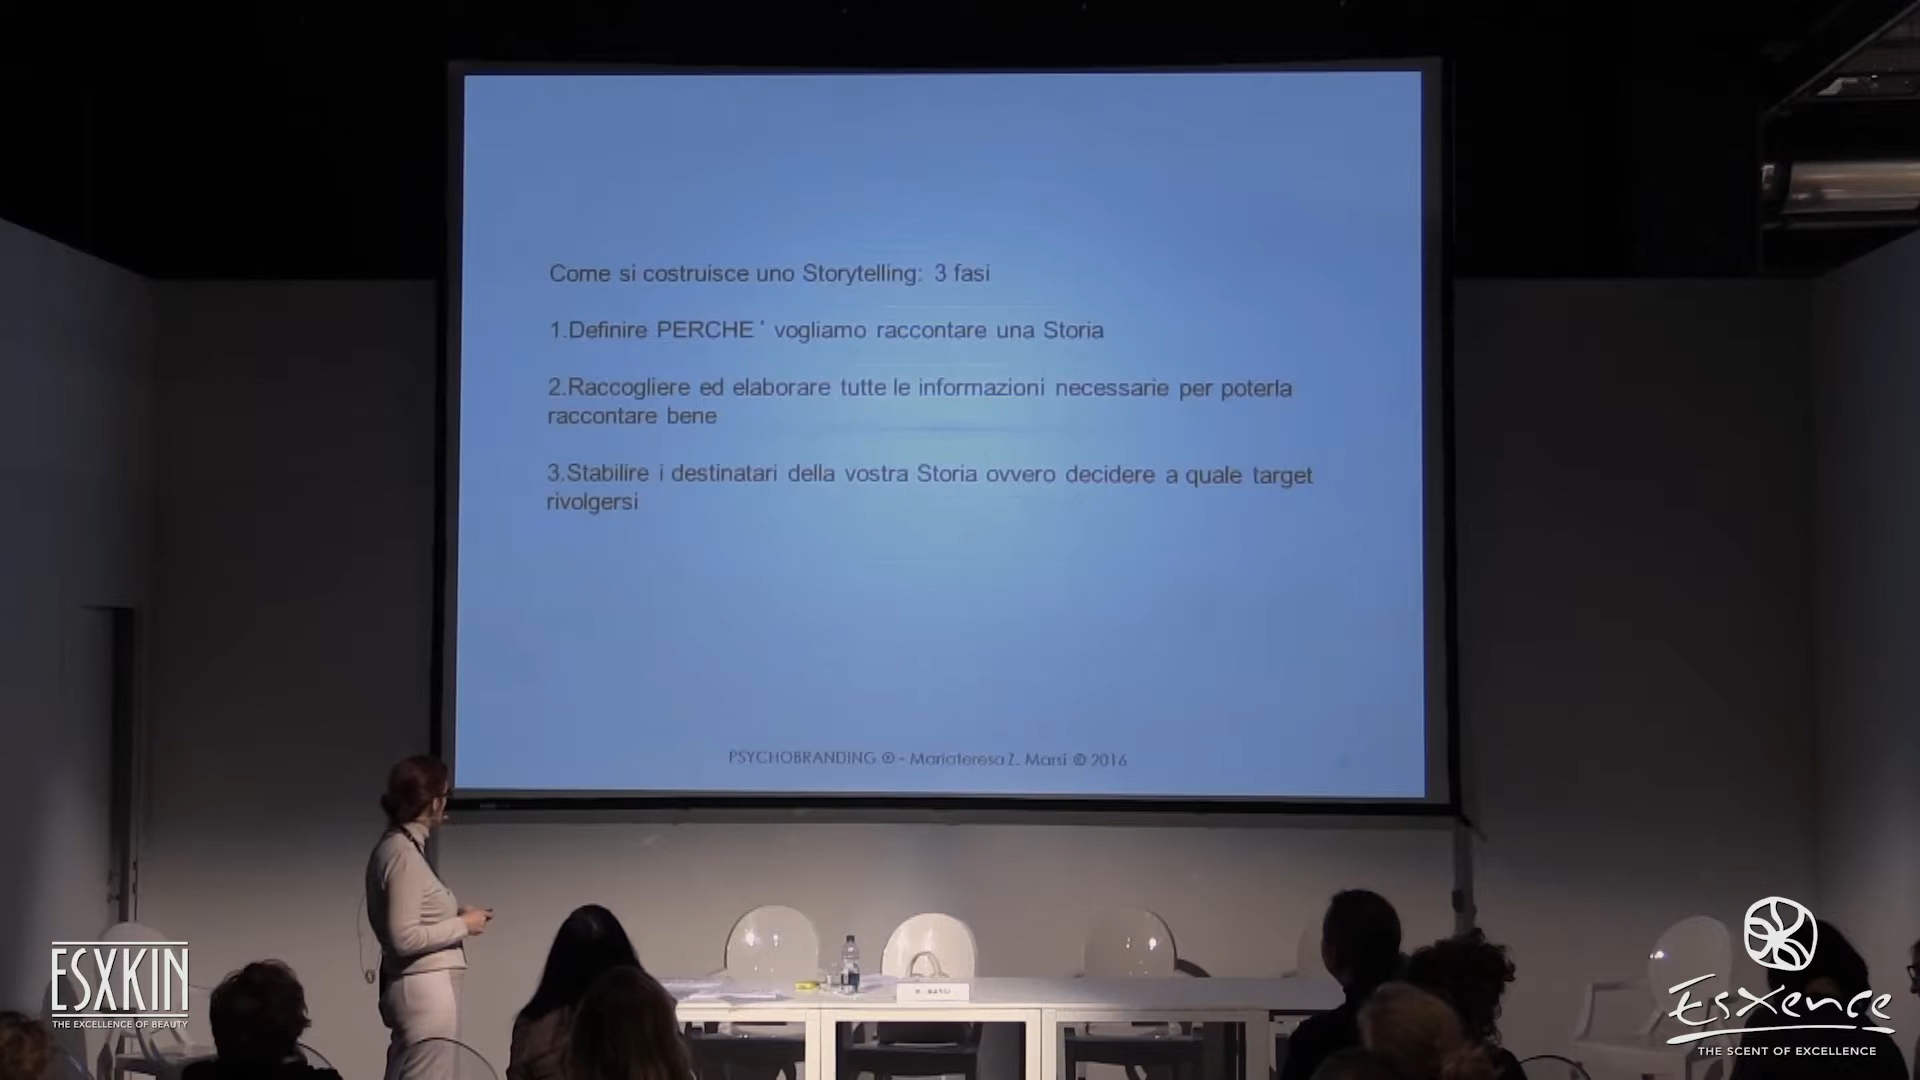 Come si costruisce uno Storytelling: 3 fasi
1.Definire PERCHE' vogliamo raccontare una Storia
2.Raccogliere ed elaborare tutte le informazioni necessarie per poterla
raccontare bene
3.Stabilire i destinatari della vostra Storia ovvero decidere a quale target
rivolgersi
PSYCHOBRANDING ® - Mariateresa Z. Marsi © 2016
ESXKIN
THE EXCELLENCE OF BEAUTY
EsXence
THE SCENT OF EXCELLENCE